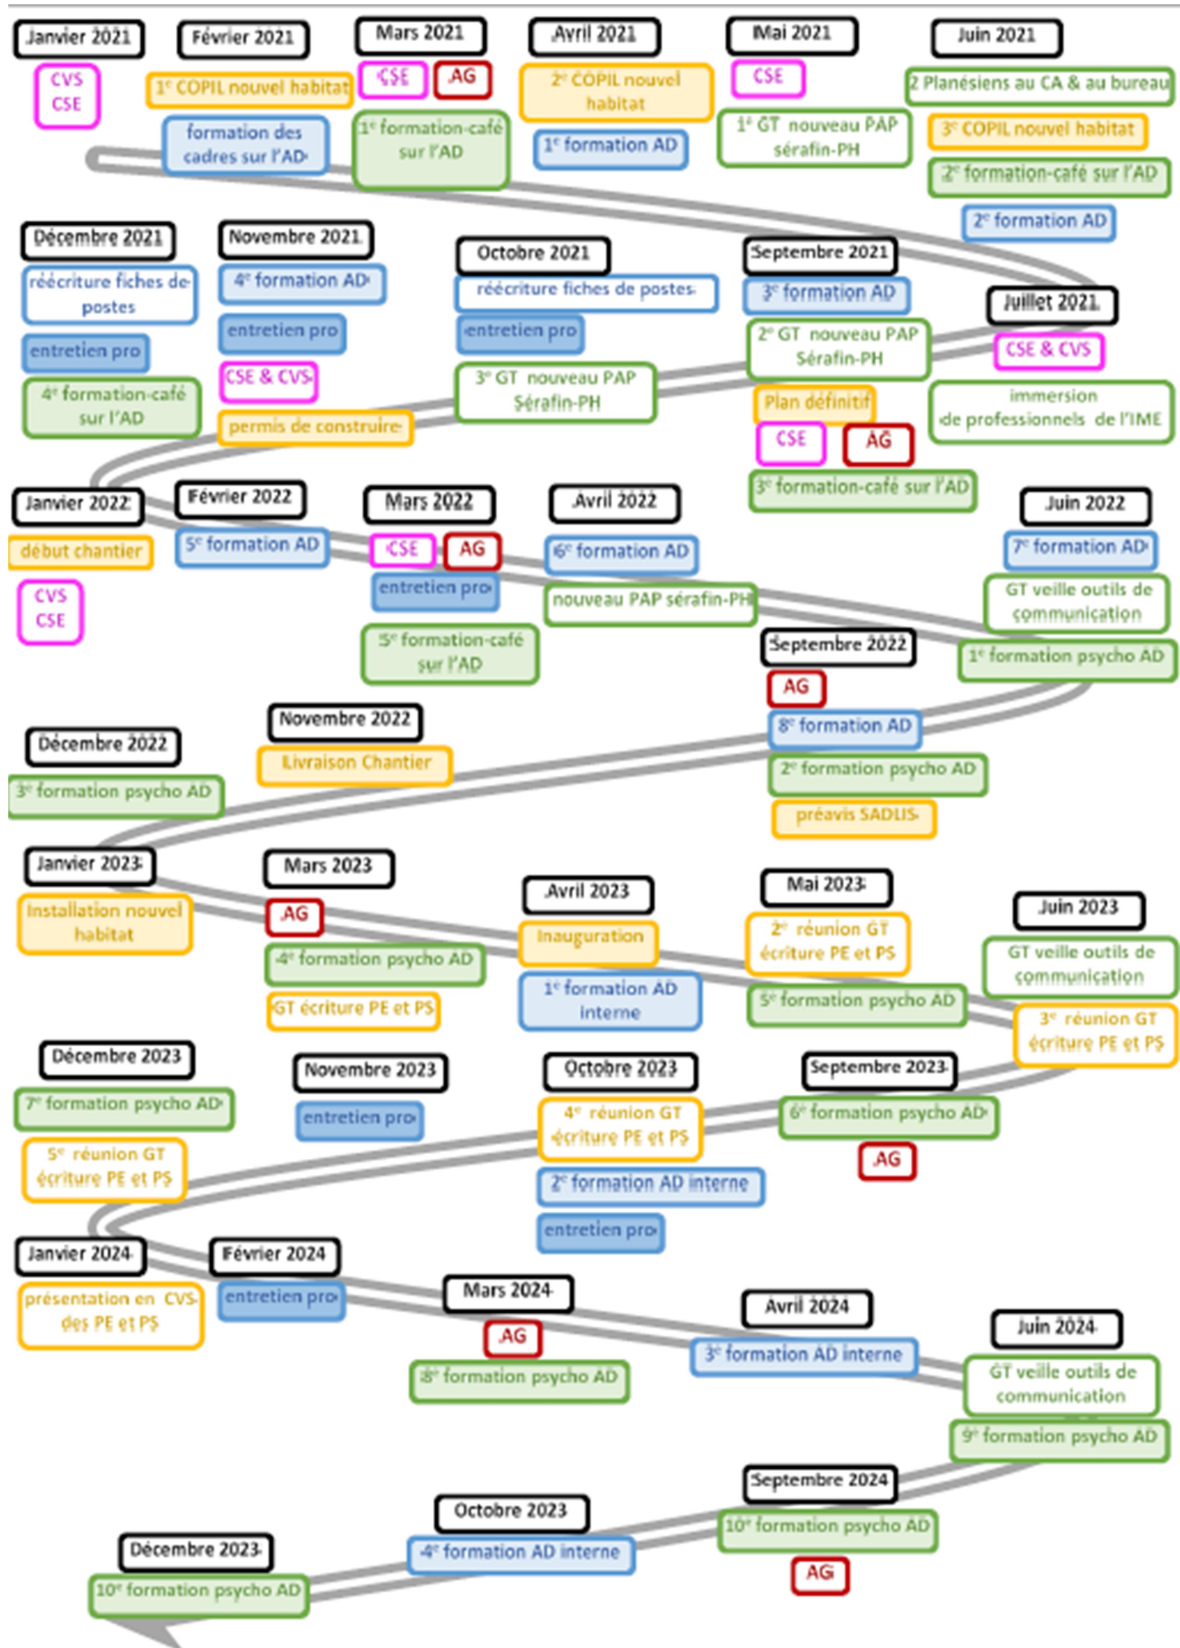 Janvier 2021
CVS
CSE
Février 2021
1e COPIL nouvel habitat
formation des
cadres sur l'AD
Mars 2021
CSE
AG
1e formation-café
sur l'AD
Avril 2021
2e COPIL nouvel
habitat
1e formation AD
Mai 2021
CSE
1e GT nouveau PAP
sérafin-PH
Juin 2021
2 Planésiens au CA & au bureau
3e COPIL nouvel habitat
2e formation-café sur l'AD
2e formation AD
Juillet 2021
CSE & CVS
immersion
de professionnels de l'IME
Septembre 2021
3e formation AD
2e GT nouveau PAP
Sérafin-PH
Plan définitif
CSE
AG
3e formation-café sur l'AD
Octobre 2021
réécriture fiches de postes
entretien pro
3e GT nouveau PAP
Sérafin-PH
Novembre 2021
4e formation AD
entretien pro
CSE & CVS
permis de construire
Décembre 2021
réécriture fiches de
postes
entretien pro
4e formation-café
sur l'AD
Janvier 2022
début chantier
CVS
CSE
Février 2022
5e formation AD
Mars 2022
CSE
AG
entretien pro
5e formation-café
sur l'AD
Avril 2022
6e formation AD
nouveau PAP sérafin-PH
Juin 2022
7e formation AD
GT veille outils de
communication
1e formation psycho AD
Septembre 2022
AG
8e formation AD
2e formation psycho AD
préavis SADLIS
Novembre 2022
Livraison Chantier
Décembre 2022
3e formation psycho AD
Janvier 2023
Installation nouvel
habitat
Mars 2023
AG
4e formation psycho AD
GT écriture PE et PS
Avril 2023
Inauguration
1e formation AD
interne
Mai 2023
2e réunion GT
écriture PE et PS
5e formation psycho AD
Juin 2023
GT veille outils de
communication
3e réunion GT
écriture PE et PS
Septembre 2023
6e formation psycho AD
AG
Octobre 2023
4e réunion GT
écriture PE et PS
2e formation AD interne
entretien pro
Novembre 2023
entretien pro
Décembre 2023
7e formation psycho AD
5e réunion GT
écriture PE et PS
Janvier 2024
présentation en CVS
des PE et PS
Février 2024
entretien pro
Mars 2024
AG
8e formation psycho AD
Avril 2024
3e formation AD interne
Juin 2024
GT veille outils de
communication
9e formation psycho AD
Septembre 2024
10e formation psycho AD
AG
Octobre 2023
4e formation AD interne
Décembre 2023
10e formation psycho AD